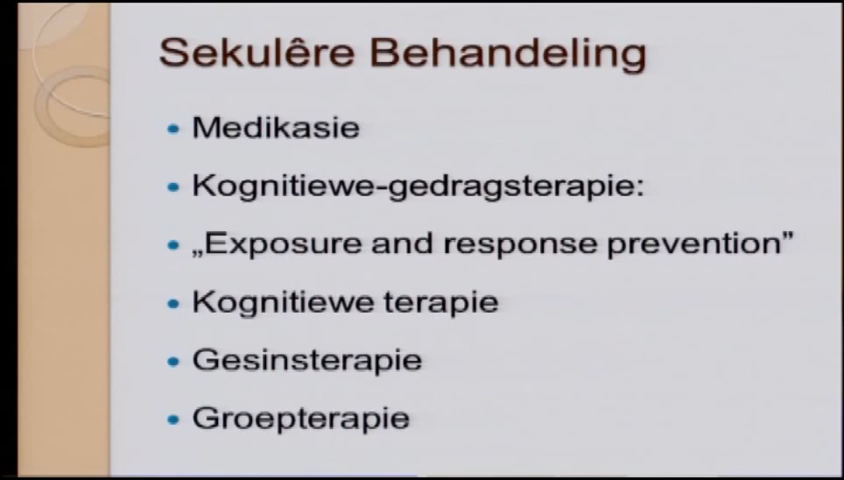 Sekulêre Behandeling
• Medikasie
• Kognitiewe-gedragsterapie:
• „Exposure and response prevention”
• Kognitiewe terapie
• Gesinsterapie
• Groepterapie